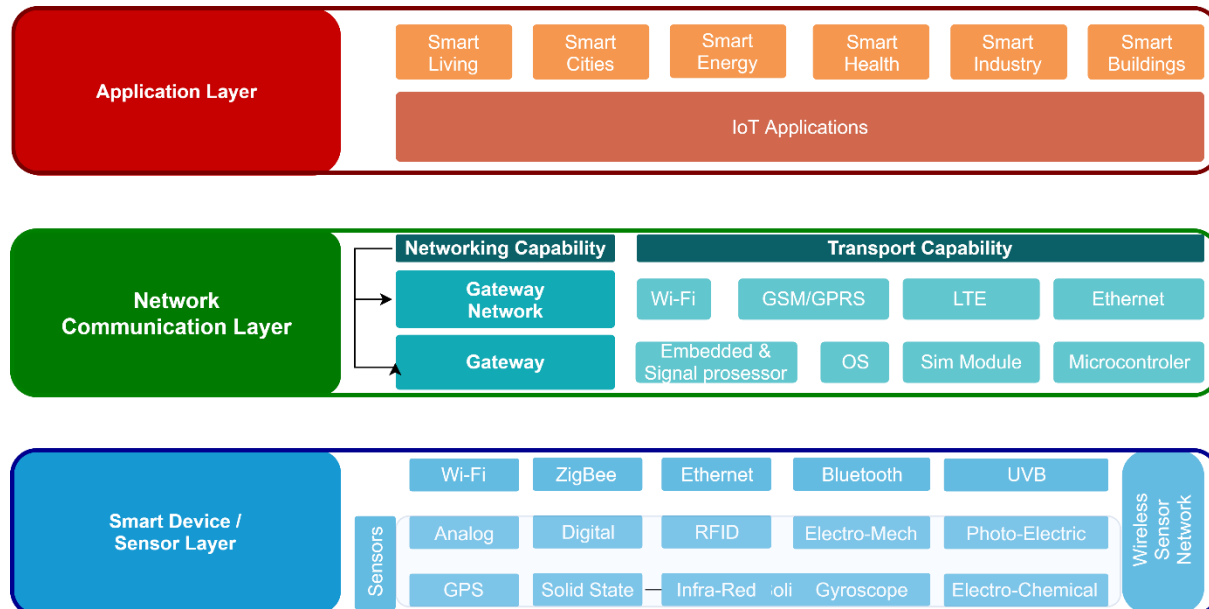 Application Layer
Smart
Living
Smart
Cities
Smart
Energy
Smart
Health
Smart
Industry
Smart
Buildings
IoT Applications
Network
Communication Layer
Networking Capability
Transport Capability
Gateway
Network
Wi-Fi
GSM/GPRS
LTE
Ethernet
Gateway
Embedded &
Signal prosessor
OS
Sim Module
Microcontroler
Smart Device /
Sensor Layer
Wi-Fi
ZigBee
Ethernet
Bluetooth
UVB
Sensors
Analog
Digital
RFID
Electro-Mech
Photo-Electric
GPS
Solid State
Infra-Red
oli
Gyroscope
Electro-Chemical
Wireless
Sensor
Network